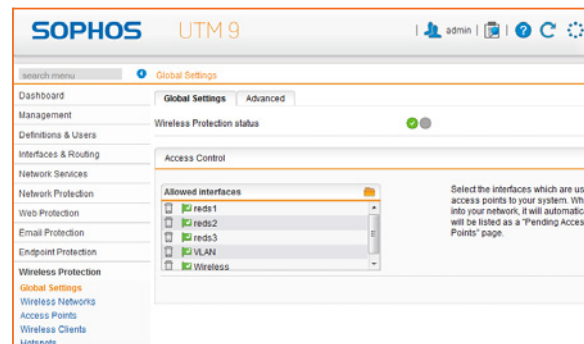 SOPHOS UTM 9
admin
search menu
Global Settings
Dashboard
Management
Definitions & Users
Interfaces & Routing
Network Services
Network Protection
Web Protection
Email Protection
Endpoint Protection
Wireless Protection
Global Settings
Wireless Networks
Access Points
Wireless Clients
Hotspots
Global Settings Advanced
Wireless Protection status
Access Control
Allowed interfaces
reds1
reds2
reds3
VLAN
Wireless
Select the interfaces which are us
access points to your system. Wh
into your network, it will automatica
will be listed as a "Pending Acces
Points" page.